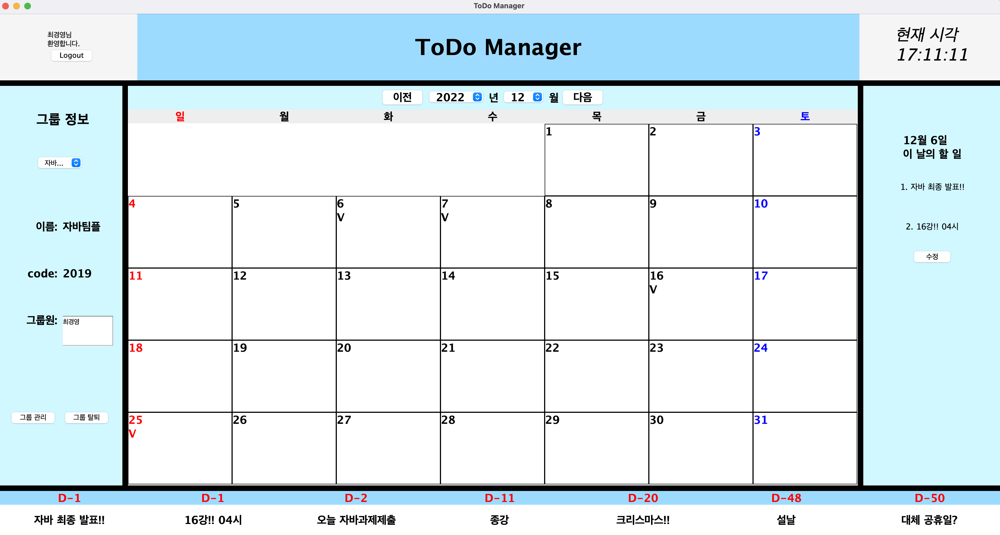 ToDo Manager
최경영님
환영합니다.
Logout
ToDo Manager
현재 시각
17:11:11
그룹 정보
자바...
이름: 자바팀플
code: 2019
그룹원: 최경영
그룹 관리 그룹 탈퇴
이전 2022 년 12 월 다음
일 월 화 수 목 금 토
1 2 3
4 5 6 7 8 9 10
V V
11 12 13 14 15 16 17
V
18 19 20 21 22 23 24
25 26 27 28 29 30 31
V
12월 6일
이 날의 할 일
1. 자바 최종 발표!!
2. 16강!! 04시
수정
D-1 D-1 D-2 D-11 D-20 D-48 D-50
자바 최종 발표!! 16강!! 04시 오늘 자바과제제출 종강 크리스마스!! 설날 대체 공휴일?